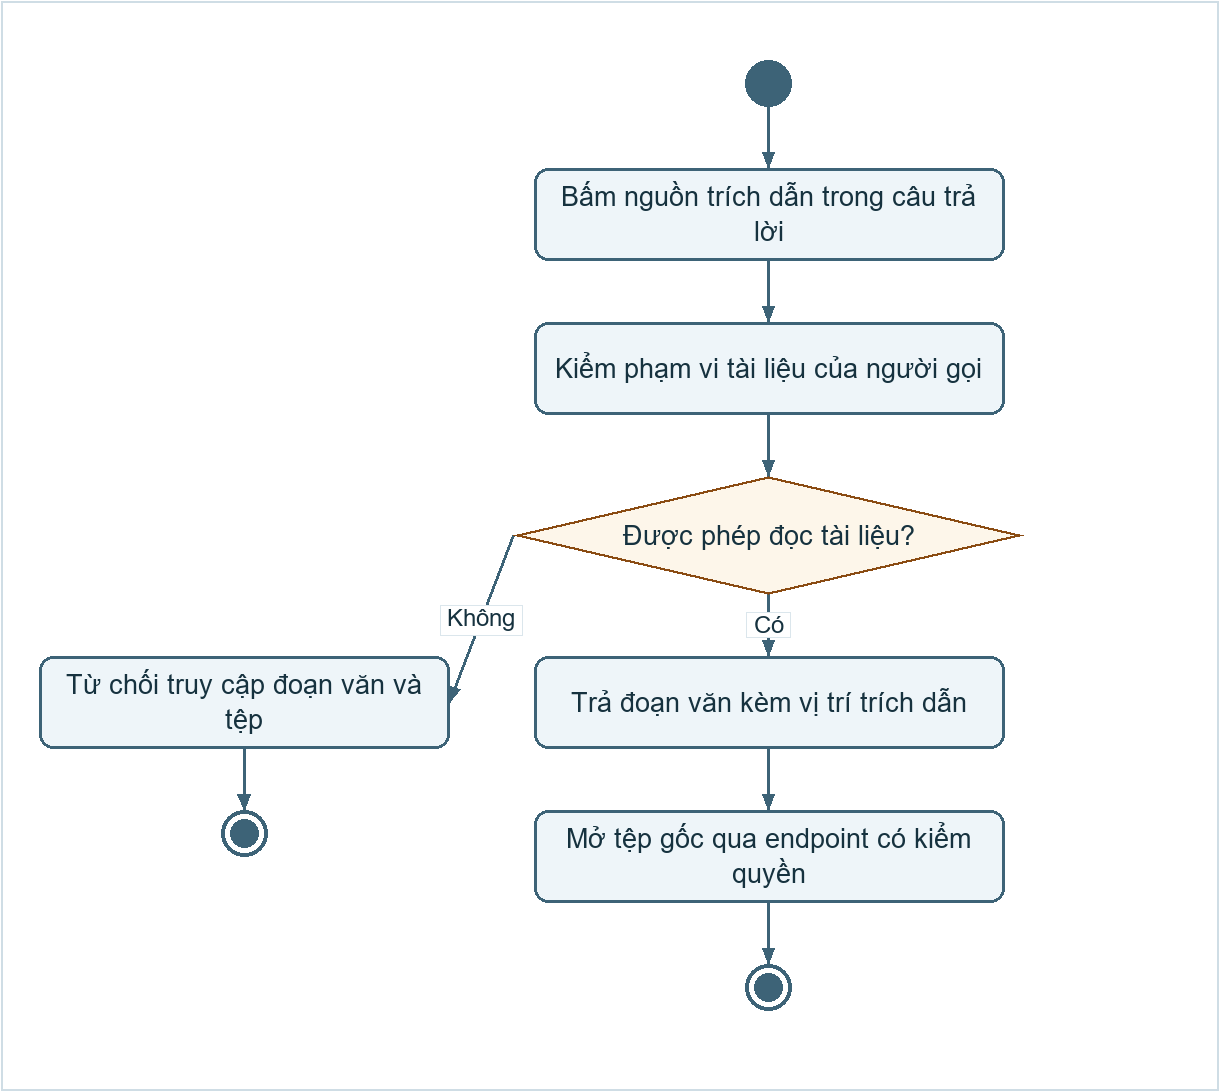 Bấm nguồn trích dẫn trong câu trả
lời
Kiểm phạm vi tài liệu của người gọi
Được phép đọc tài liệu?
Không
Có
Từ chối truy cập đoạn văn và
tệp
Trả đoạn văn kèm vị trí trích dẫn
Mở tệp gốc qua endpoint có kiểm
quyền